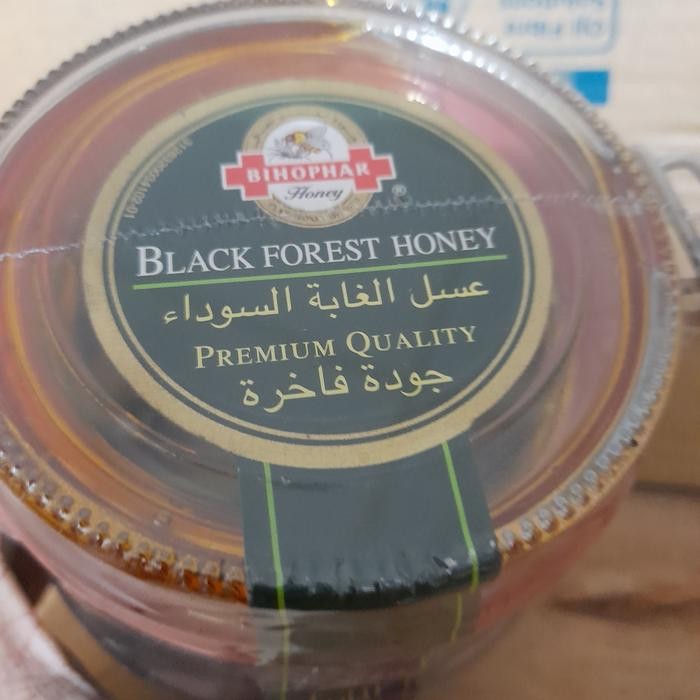 BIHOPHAR
Honey
®
BLACK FOREST HONEY
عسل الغابة السوداء
PREMIUM QUALITY
جودة فاخرة